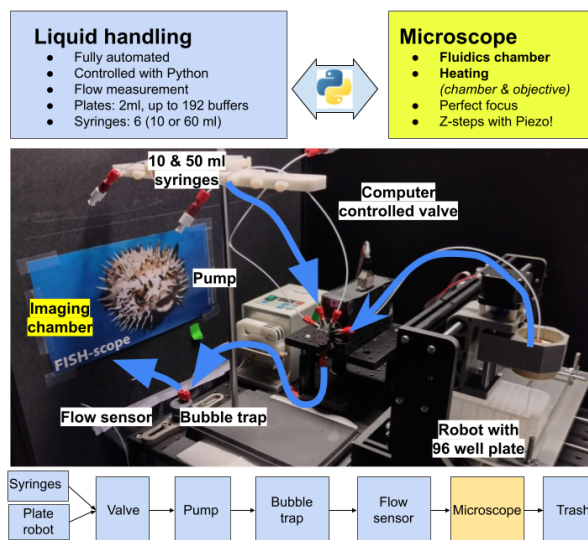 Liquid handling
● Fully automated
● Controlled with Python
● Flow measurement
● Plates: 2ml, up to 192 buffers
● Syringes: 6 (10 or 60 ml)
Microscope
● Fluidics chamber
● Heating
(chamber & objective)
● Perfect focus
● Z-steps with Piezo!
10 & 50 ml
syringes
Computer
controlled valve
Pump
Imaging
chamber
FISH-scope
Flow sensor
Bubble trap
Robot with
96 well plate
Syringes
Plate
robot
Valve
Pump
Bubble
trap
Flow
sensor
Microscope
Trash